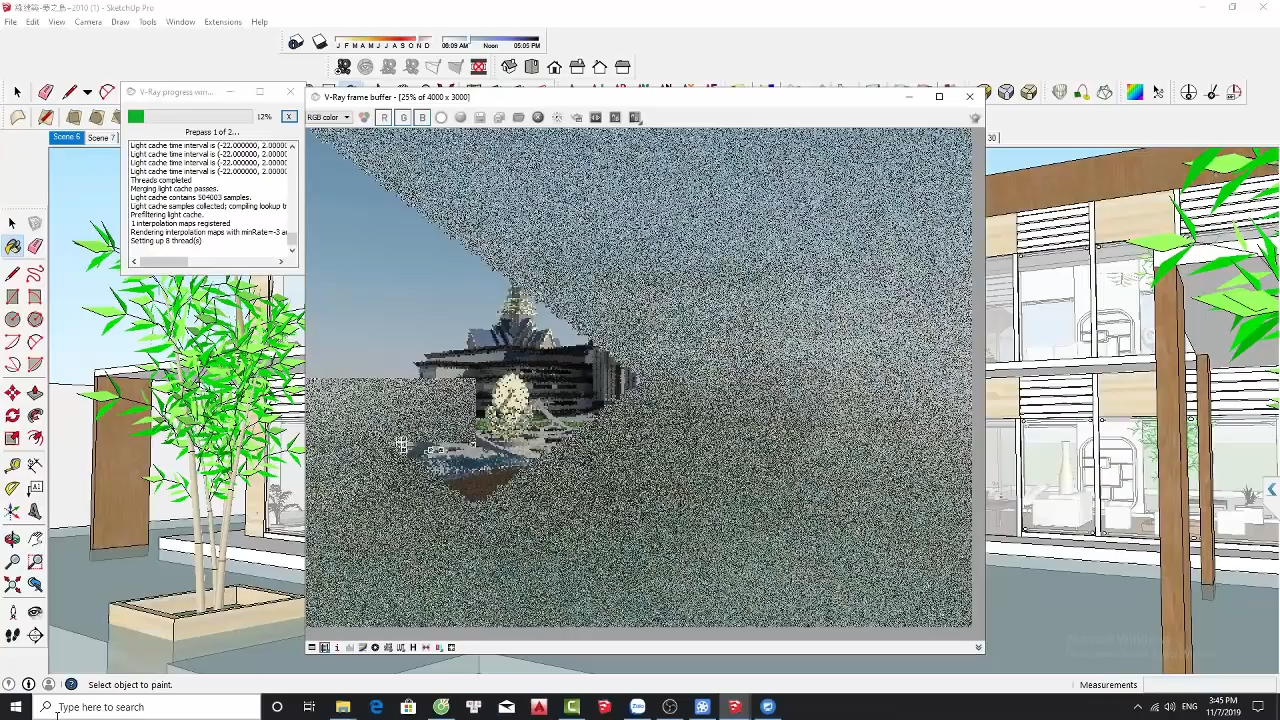 ~2010 (1) - SketchUp Pro
File Edit View Camera Draw Tools Window Extensions Help
J F M A M J J A S O N D 06:09 AM Noon 05:05 PM
V-Ray progress win...
12% X
Prepass 1 of 2...
Light cache time interval is (-22.000000, 2.00000
Light cache time interval is (-22.000000, 2.00000
Light cache time interval is (-22.000000, 2.00000
Light cache time interval is (-22.000000, 2.00000
Threads completed
Merging light cache passes.
Light cache contains 504003 samples.
Light cache samples collected; compiling lookup t
Prefiltering light cache.
1 interpolation maps registered
Rendering interpolation maps with minRate=-3 a
Setting up 8 thread(s)
V-Ray frame buffer - [25% of 4000 x 3000]
RGB color R G B
Scene 6 Scene 7
30
i H
Select object to paint.
Measurements
Type here to search
Zalo
ENG
3:45 PM
11/7/2019